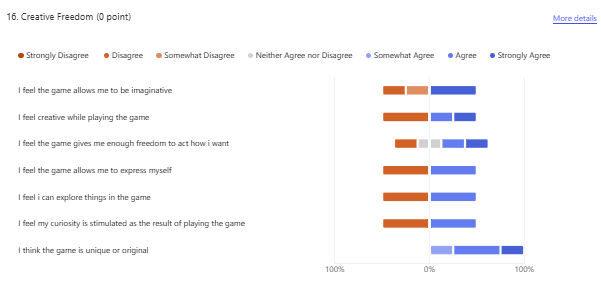 16. Creative Freedom (0 point)
More details
Strongly Disagree Disagree Somewhat Disagree Neither Agree nor Disagree Somewhat Agree Agree Strongly Agree
I feel the game allows me to be imaginative
I feel creative while playing the game
I feel the game gives me enough freedom to act how i want
I feel the game allows me to express myself
I feel i can explore things in the game
I feel my curiosity is stimulated as the result of playing the game
I think the game is unique or original
100% 0% 100%